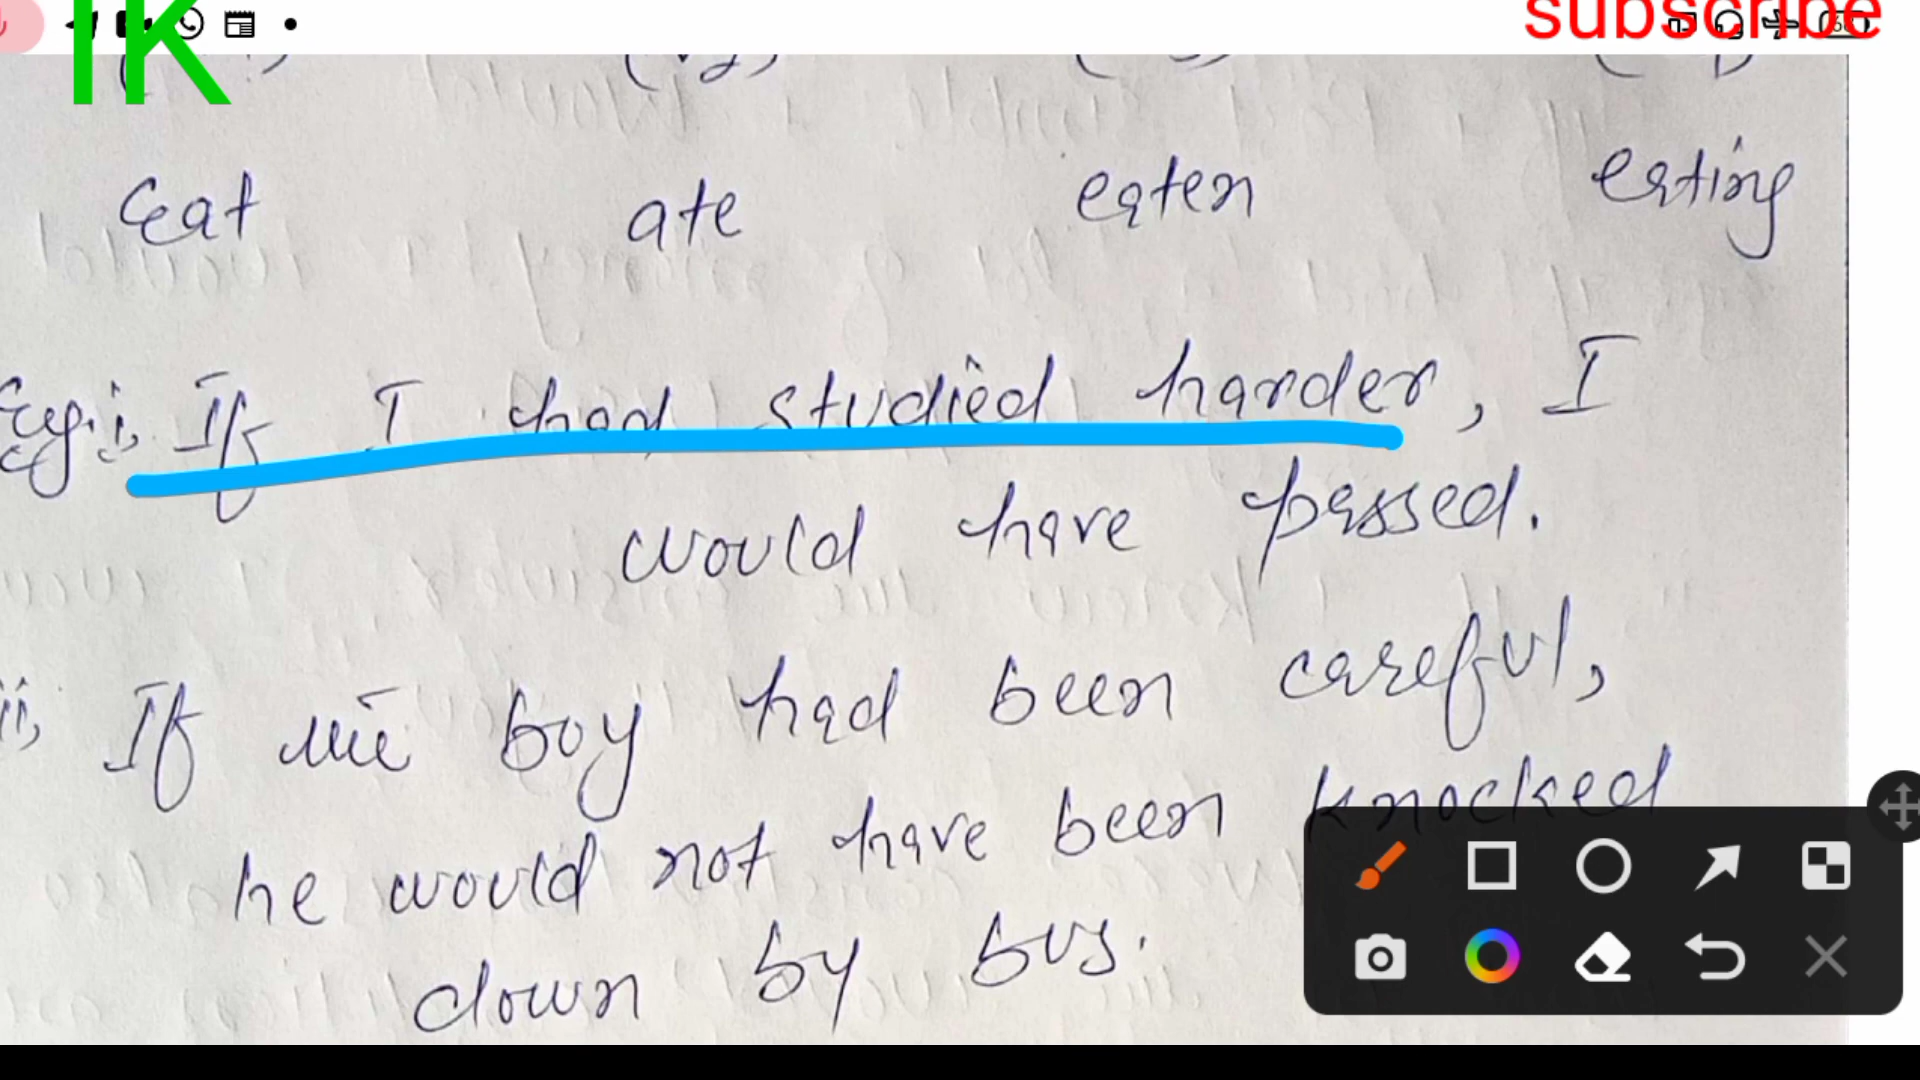 IK
subscribe
Eat ate eaten eating
Eg: i, If I had studied harder, I
would have passed.
ii, If the boy had been careful,
he would not have been knocked
down by bus.